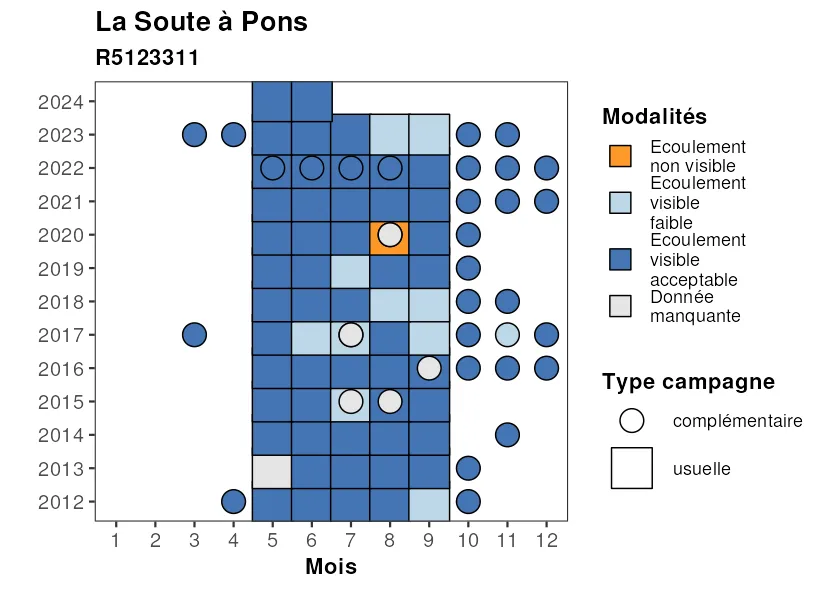 La Soute à Pons
R5123311
2024
2023
2022
2021
2020
2019
2018
2017
2016
2015
2014
2013
2012
1 2 3 4 5 6 7 8 9 10 11 12
Mois
Modalités
Ecoulement
non visible
Ecoulement
visible
faible
Ecoulement
visible
acceptable
Donnée
manquante
Type campagne
complémentaire
usuelle